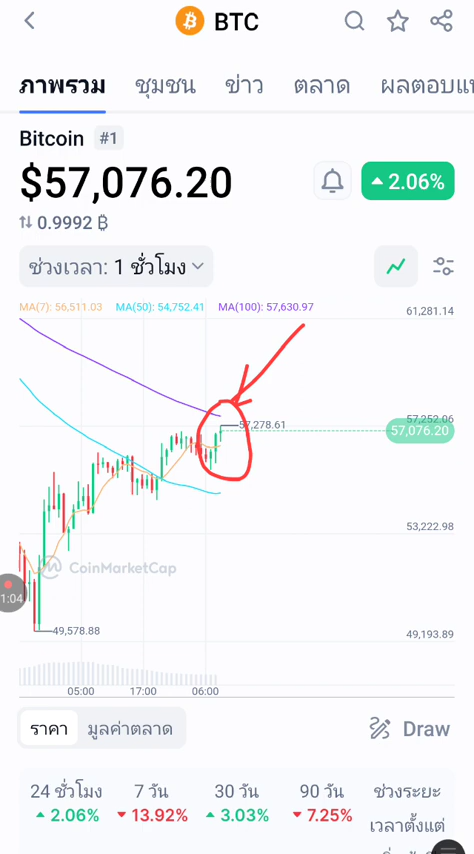 BTC
ภาพรวม ชุมชน ข่าว ตลาด ผลตอบแท
Bitcoin #1
$57,076.20 2.06%
0.9992 ₿
ช่วงเวลา: 1 ชั่วโมง
MA(7): 56,511.03 MA(50): 54,752.41 MA(100): 57,630.97
61,281.14
57,252.06
57,278.61
57,076.20
53,222.98
CoinMarketCap
1:04
49,578.88
49,193.89
05:00 17:00 06:00
ราคา มูลค่าตลาด Draw
24 ชั่วโมง 7 วัน 30 วัน 90 วัน ช่วงระยะ
2.06% 13.92% 3.03% 7.25% เวลาตั้งแต่